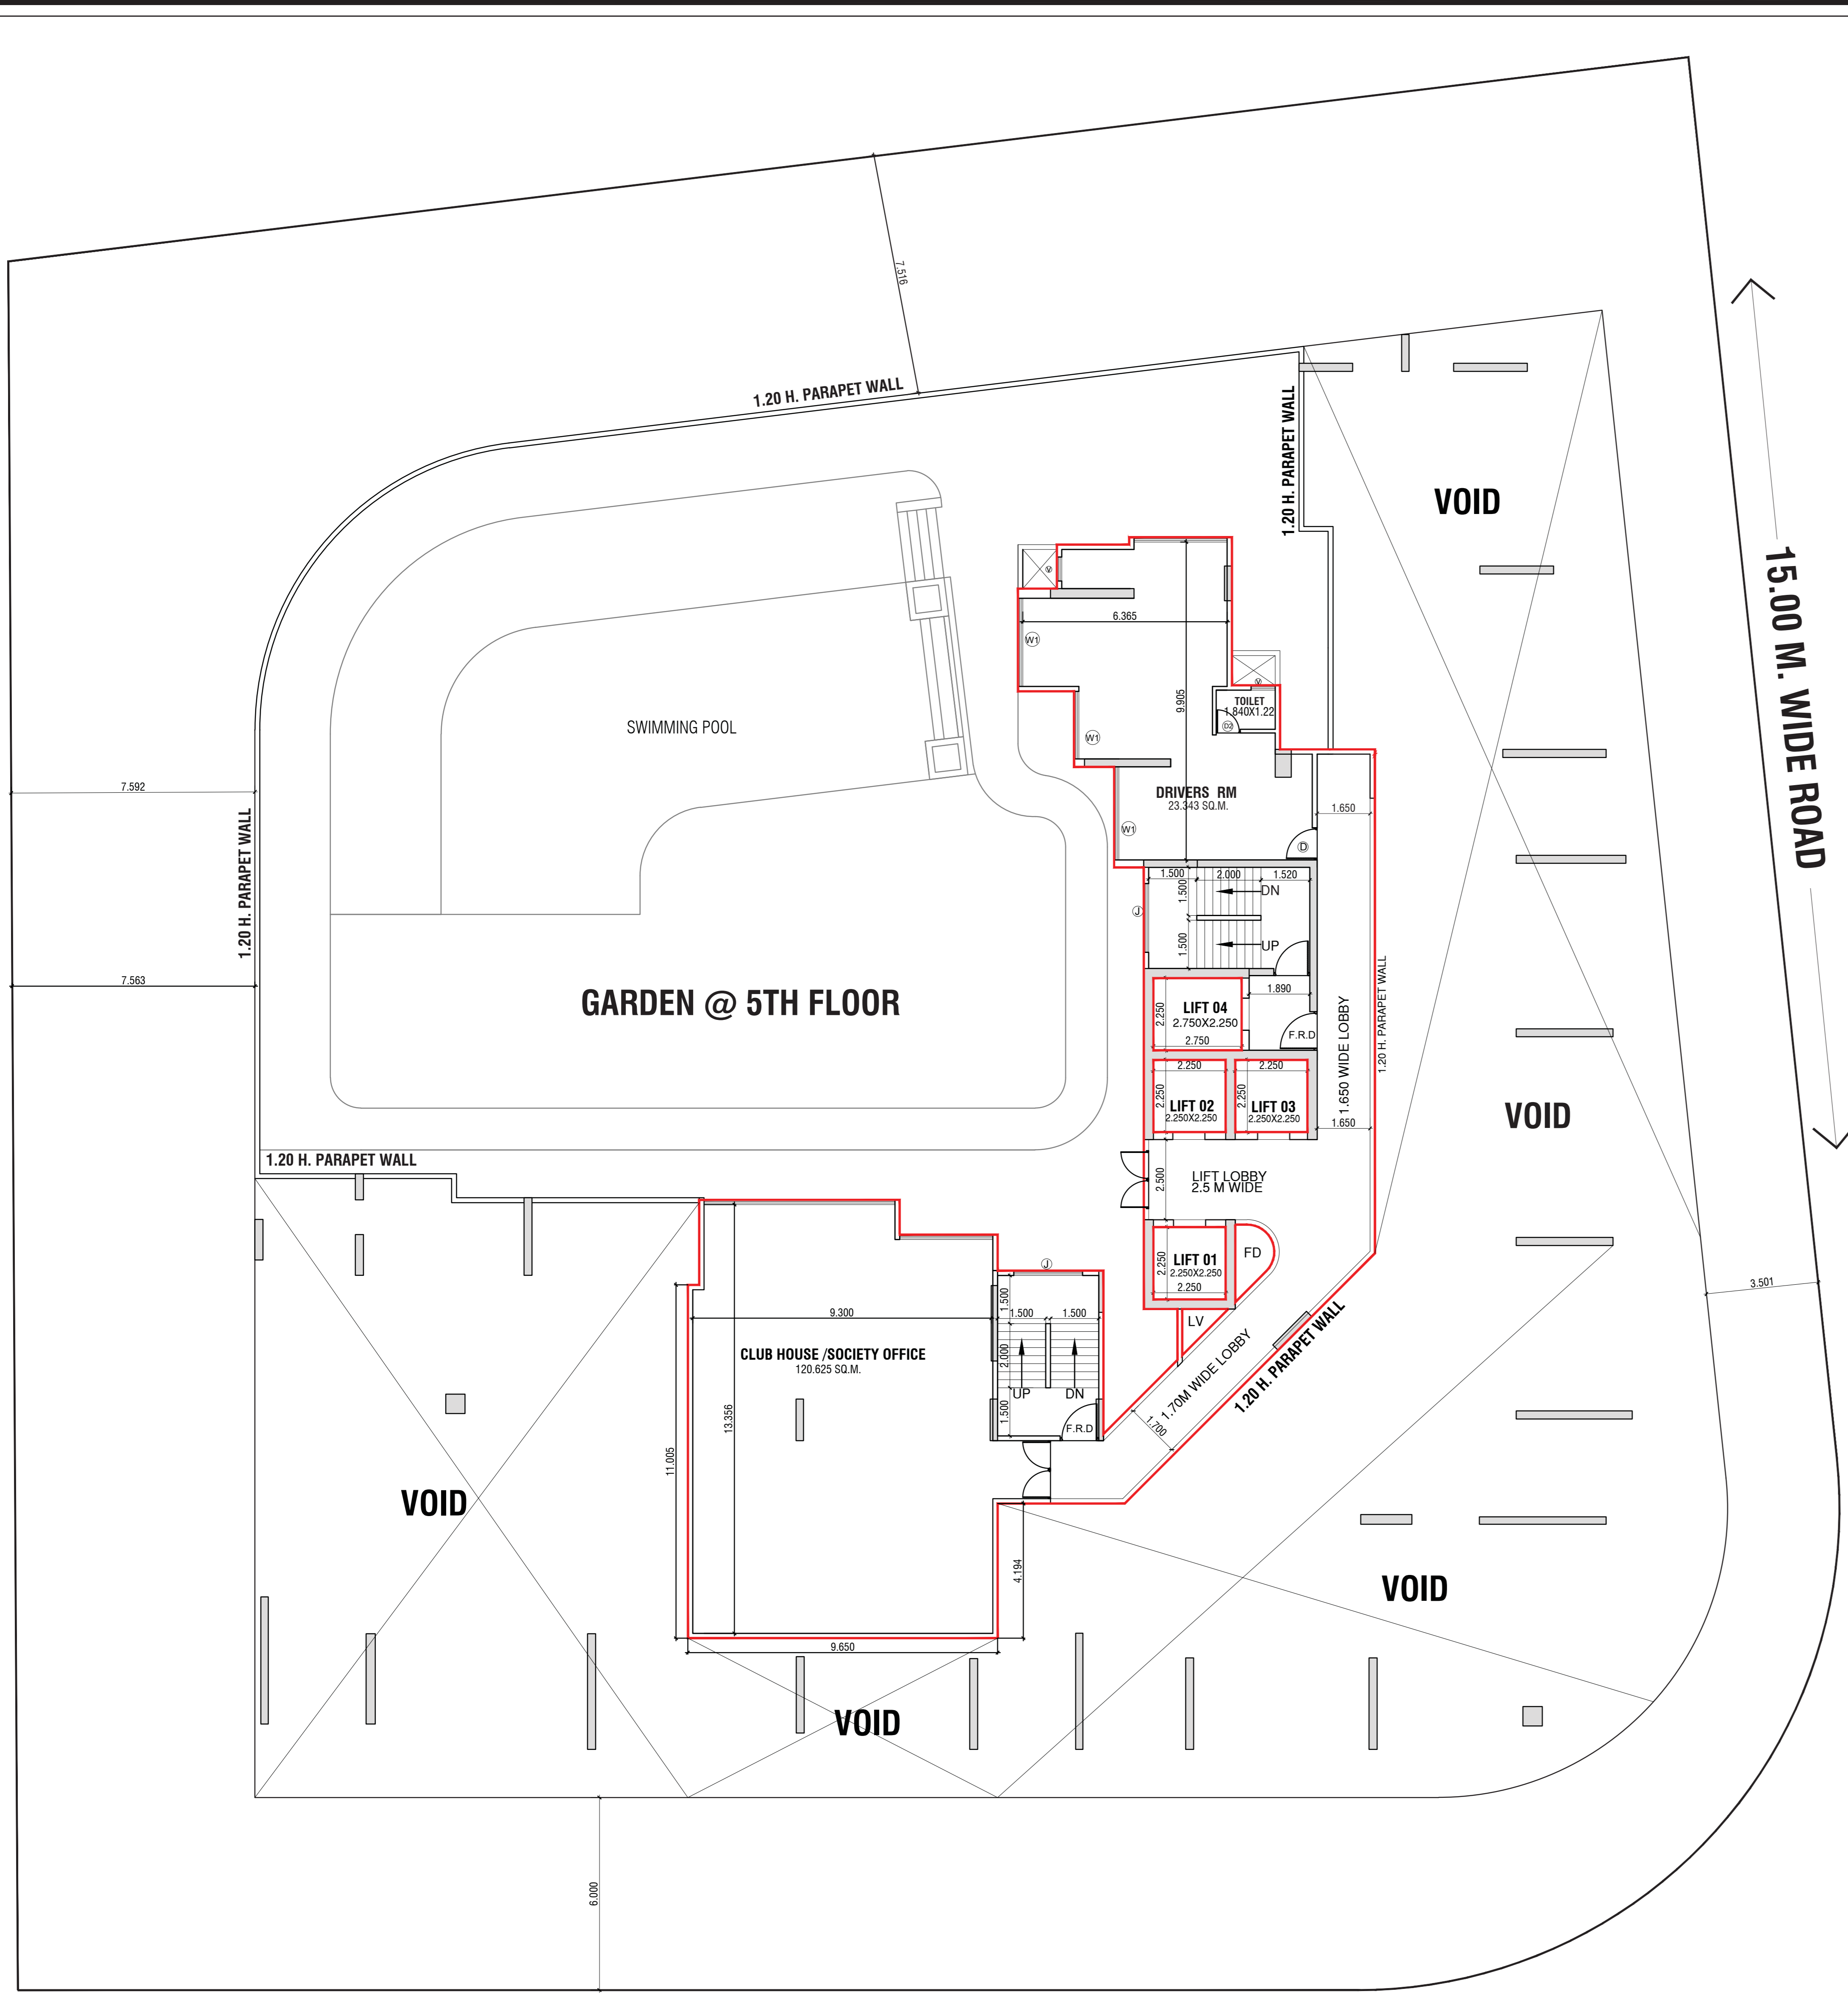 7.516
1.20 H. PARAPET WALL
1.20 H. PARAPET WALL
VOID
15.00 M. WIDE ROAD
V
6.365
W1
9.905
V
TOILET
1.840X1.22
D2
SWIMMING POOL
W1
7.592
DRIVERS RM
23.343 SQ.M.
1.650
W1
D
1.20 H. PARAPET WALL
1.500
2.000
1.520
1.500
DN
J
1.500
UP
7.563
GARDEN @ 5TH FLOOR
1.890
LIFT 04
2.750X2.250
2.250
2.750
F.R.D
1.650 WIDE LOBBY
1.20 H. PARAPET WALL
2.250
2.250
2.250
LIFT 02
2.250X2.250
2.250
LIFT 03
2.250X2.250
1.650
VOID
1.20 H. PARAPET WALL
2.500
LIFT LOBBY
2.5 M WIDE
FD
LIFT 01
2.250X2.250
2.250
2.250
3.501
J
1.500
1.500
1.500
9.300
LV
CLUB HOUSE /SOCIETY OFFICE
120.625 SQ.M.
2.000
UP
DN
1.70M WIDE LOBBY
1.20 H. PARAPET WALL
13.356
1.500
F.R.D
1.700
11.005
VOID
4.194
VOID
9.650
VOID
6.000